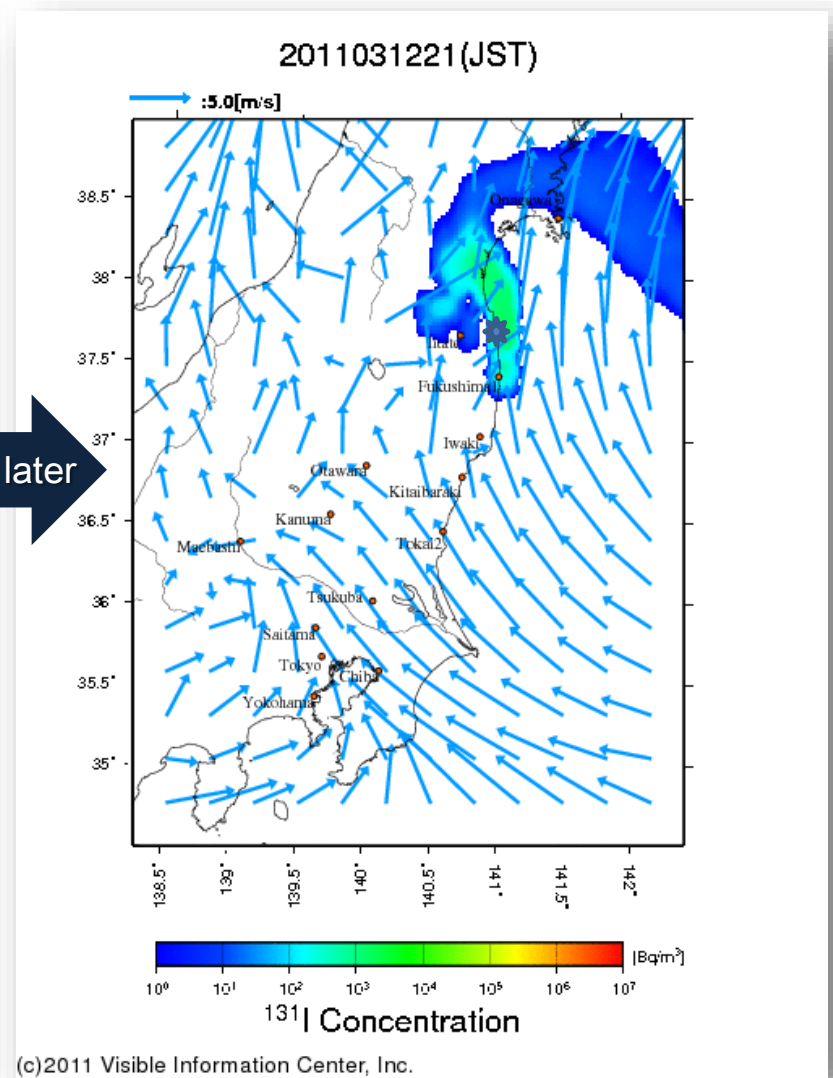 2011031221(JST)
:5.0[m/s]
38.5°
Onagawa
38°
37.5°
Iitate
Fukushima1
later
37°
Iwaki
Otawara
Kitaibaraki
36.5°
Kanuma
Maebashi
Tokai2
36°
Tsukuba
Saitama
Tokyo
35.5°
Chiba
Yokohama
35°
138.5° 139° 139.5° 140° 140.5° 141° 141.5° 142°
[Bq/m³]
10⁰ 10¹ 10² 10³ 10⁴ 10⁵ 10⁶ 10⁷
¹³¹I Concentration
(c)2011 Visible Information Center, Inc.